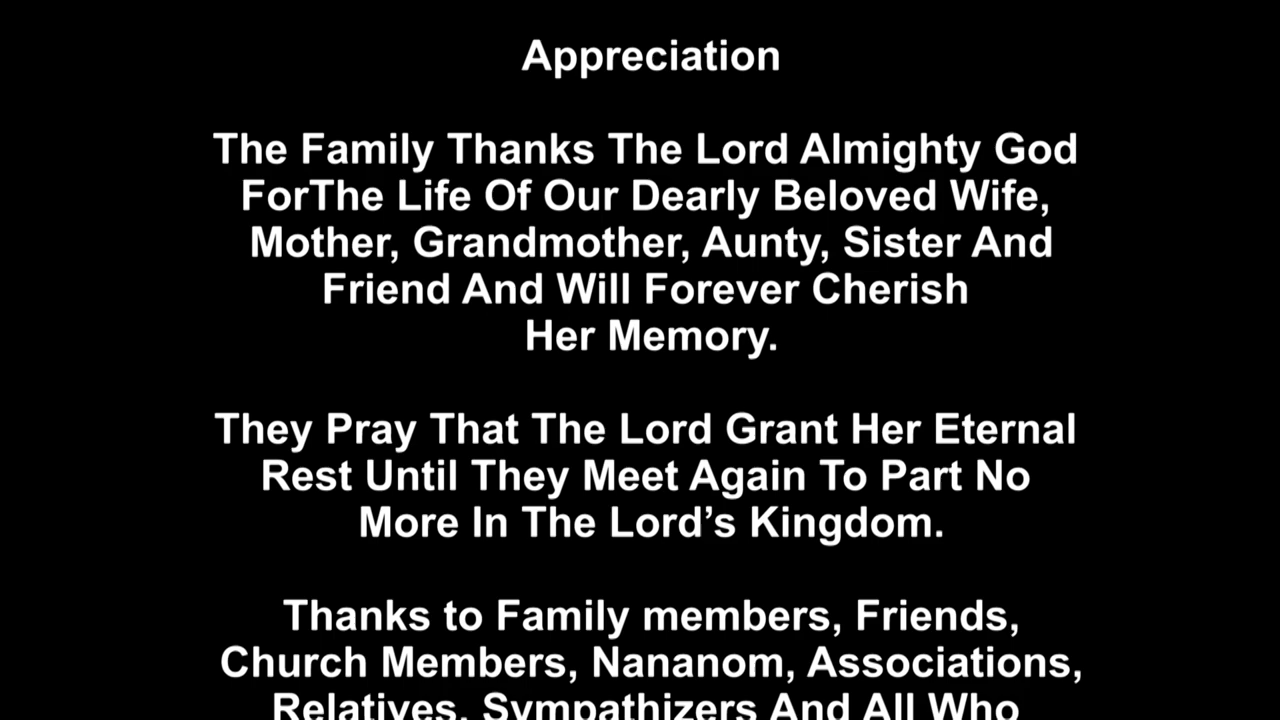 Appreciation
The Family Thanks The Lord Almighty God
ForThe Life Of Our Dearly Beloved Wife,
Mother, Grandmother, Aunty, Sister And
Friend And Will Forever Cherish
Her Memory.
They Pray That The Lord Grant Her Eternal
Rest Until They Meet Again To Part No
More In The Lord’s Kingdom.
Thanks to Family members, Friends,
Church Members, Nananom, Associations,
Relatives, Sympathizers And All Who